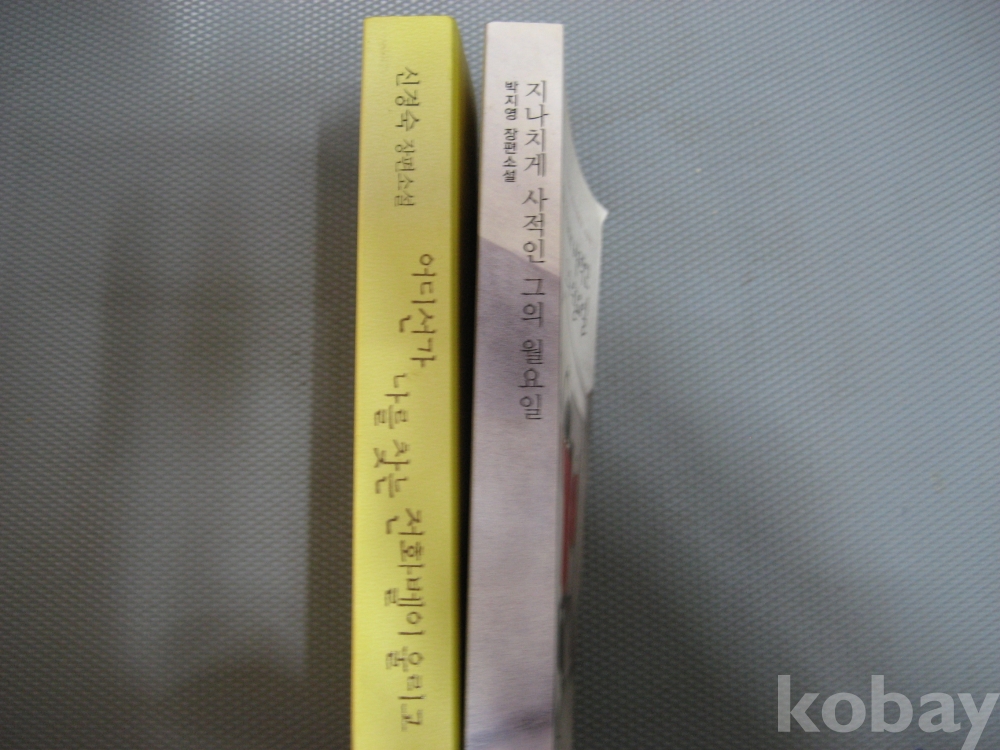 신경숙 장편소설
어디선가 나를 찾는 전화벨이 울리고
지나치게 사적인 그의 월요일
박지영 장편소설
kobay